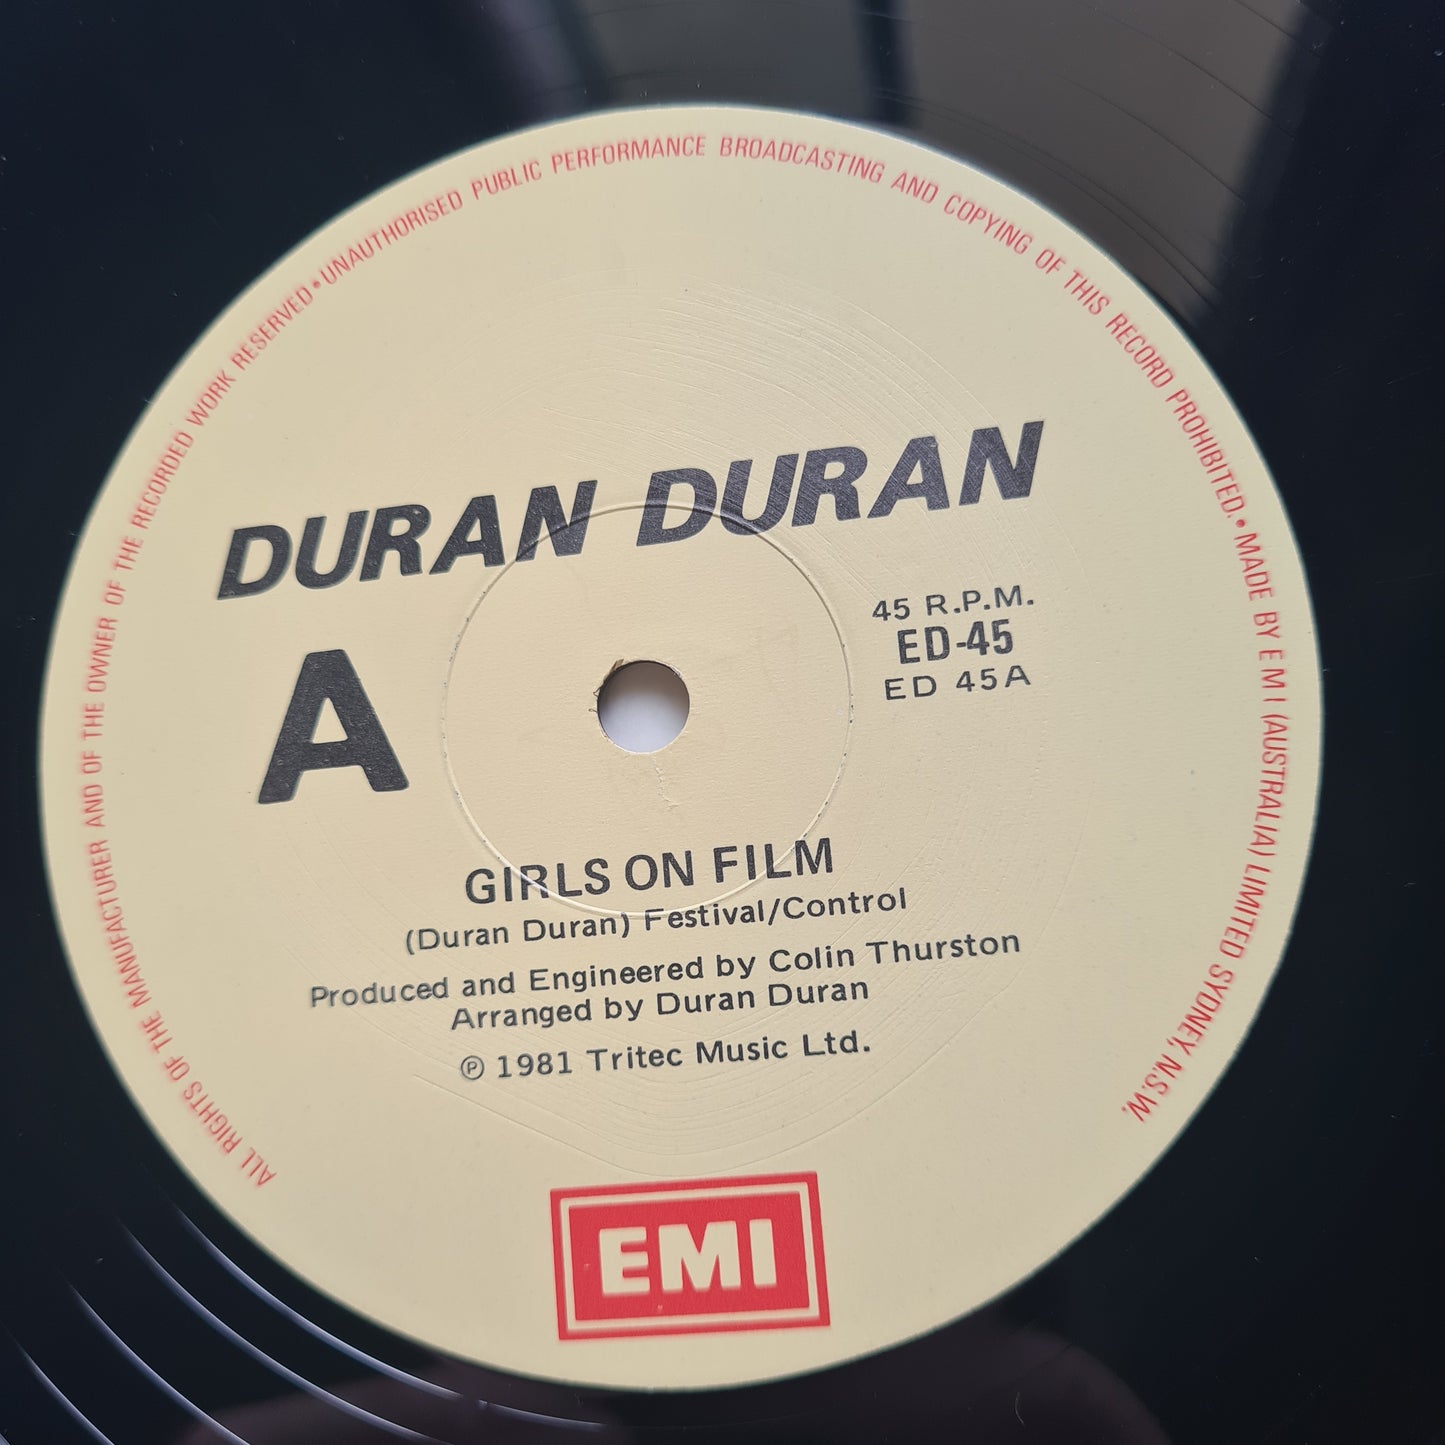 ALL RIGHTS OF THE MANUFACTURER AND OF THE OWNER OF THE RECORDED WORK RESERVED • UNAUTHORISED PUBLIC PERFORMANCE BROADCASTING AND COPYING OF THIS RECORD PROHIBITED. • MADE BY E M I (AUSTRALIA) LIMITED SYDNEY, N.S.W.
DURAN DURAN
A
45 R.P.M.
ED-45
ED 45A
GIRLS ON FILM
(Duran Duran) Festival/Control
Produced and Engineered by Colin Thurston
Arranged by Duran Duran
℗ 1981 Tritec Music Ltd.
EMI